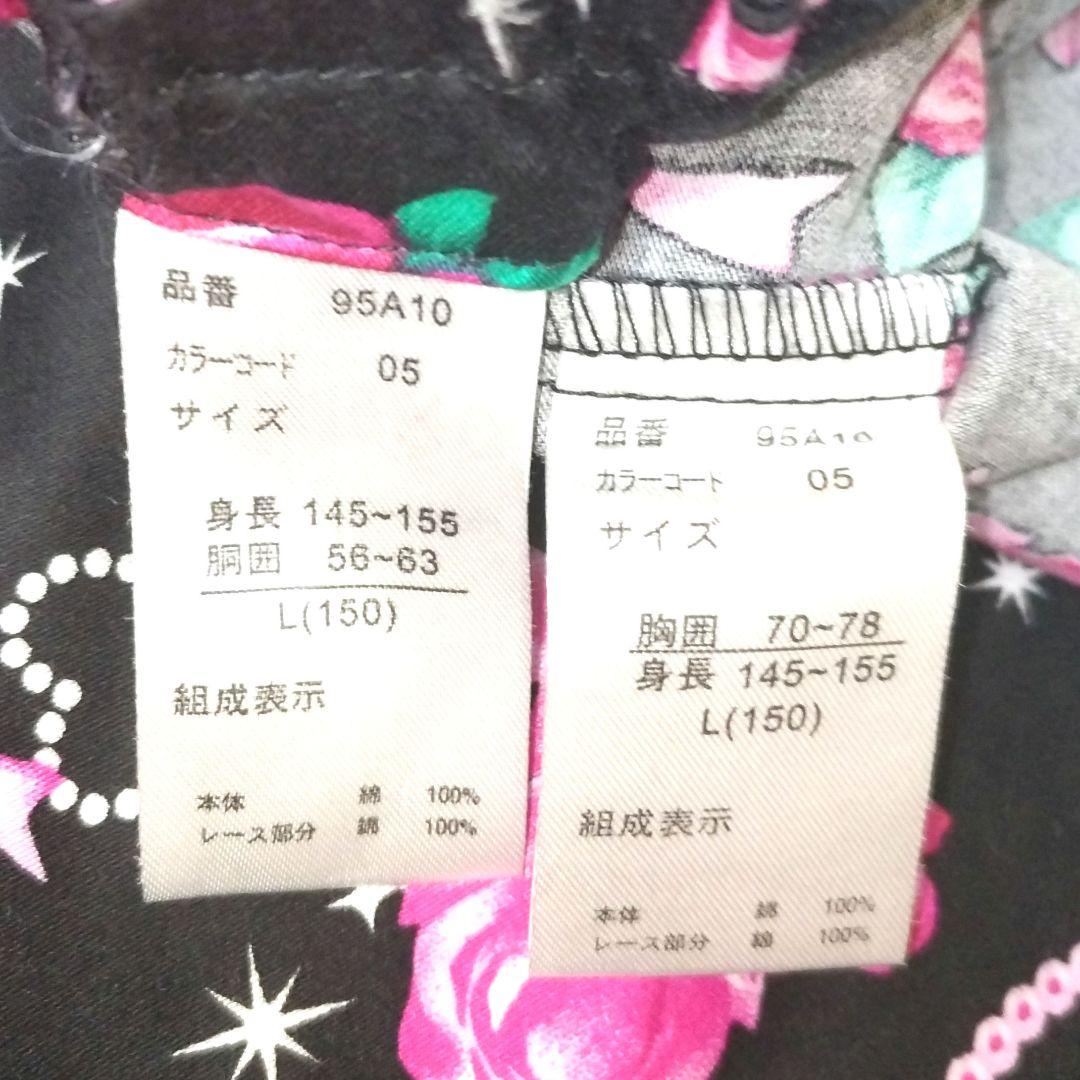 品番 95A10
カラーコード 05
サイズ
身長 145~155
胴囲 56~63
L(150)
組成表示
本体 綿 100%
レース部分 綿 100%
品番 95A10
カラーコート 05
サイズ
胸囲 70~78
身長 145~155
L(150)
組成表示
本体 綿 100%
レース部分 綿 100%